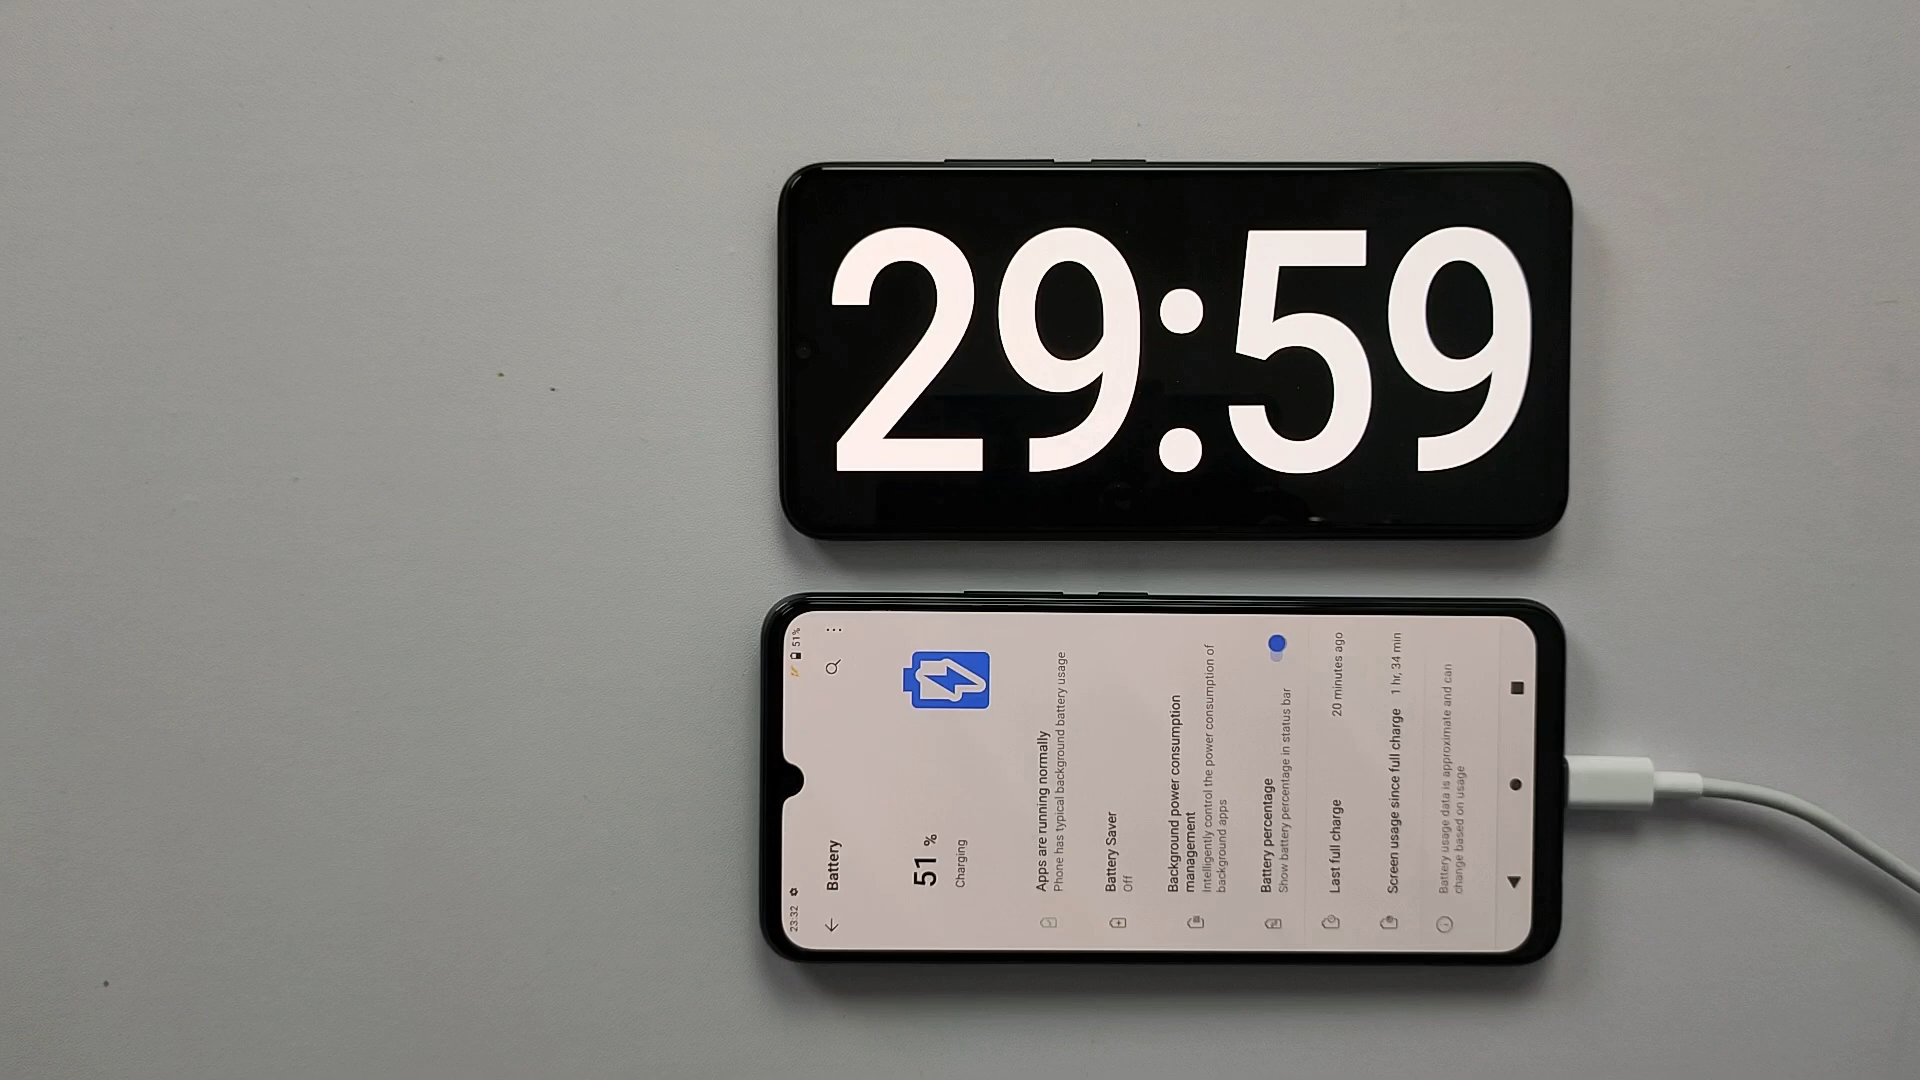 29:59
23:32
51%
Battery
51 %
Charging
Apps are running normally
Phone has typical background battery usage
Battery Saver
Off
Background power consumption
management
Intelligently control the power consumption of
background apps
Battery percentage
Show battery percentage in status bar
Last full charge 20 minutes ago
Screen usage since full charge 1 hr, 34 min
Battery usage data is approximate and can
change based on usage